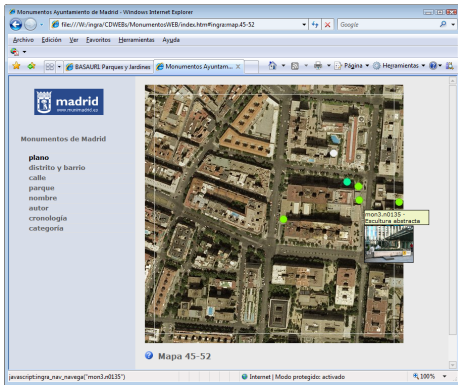 Monumentos Ayuntamiento de Madrid - Windows Internet Explorer
file:///W:/ingra/CDWEBs/MonumentosWEB/index.htm#ingra:map.45-52
Google
Archivo Edición Ver Favoritos Herramientas Ayuda
BASAURI Parques y Jardines
Monumentos Ayuntam...
Página
Herramientas
madrid
www.munimadrid.es
Monumentos de Madrid
plano
distrito y barrio
calle
parque
nombre
autor
cronología
categoría
mon3.n0135 -
Escultura abstracta
Mapa 45-52
javascript:ingra_nav_navega("mon3.n0135")
Internet | Modo protegido: activado
100%